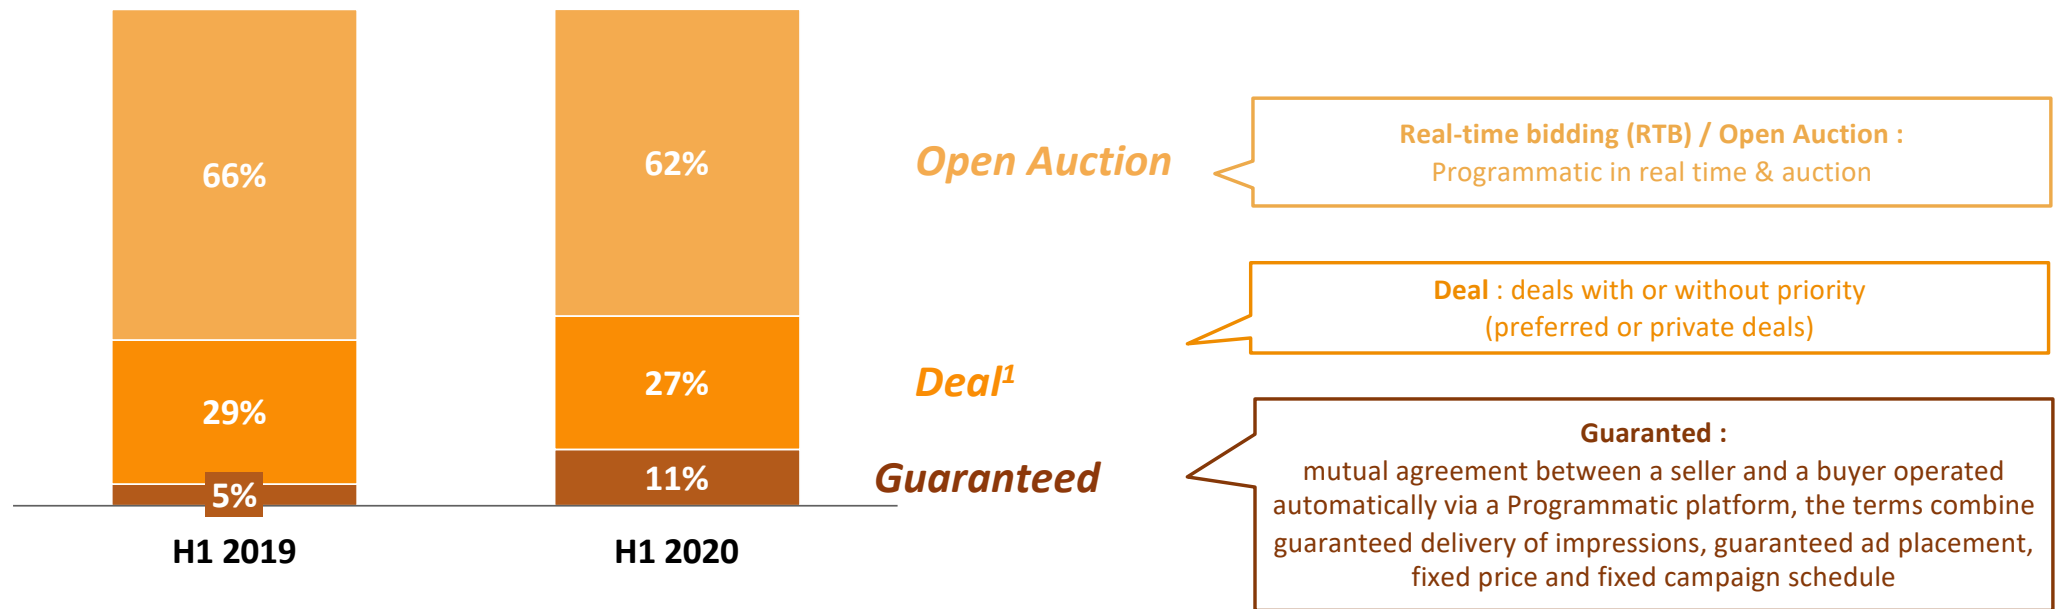 66%
29%
5%
H1 2019
62%
27%
11%
H1 2020
Open Auction
Deal¹
Guaranteed
Real-time bidding (RTB) / Open Auction :
Programmatic in real time & auction
Deal : deals with or without priority
(preferred or private deals)
Guaranted :
mutual agreement between a seller and a buyer operated
automatically via a Programmatic platform, the terms combine
guaranteed delivery of impressions, guaranteed ad placement,
fixed price and fixed campaign schedule